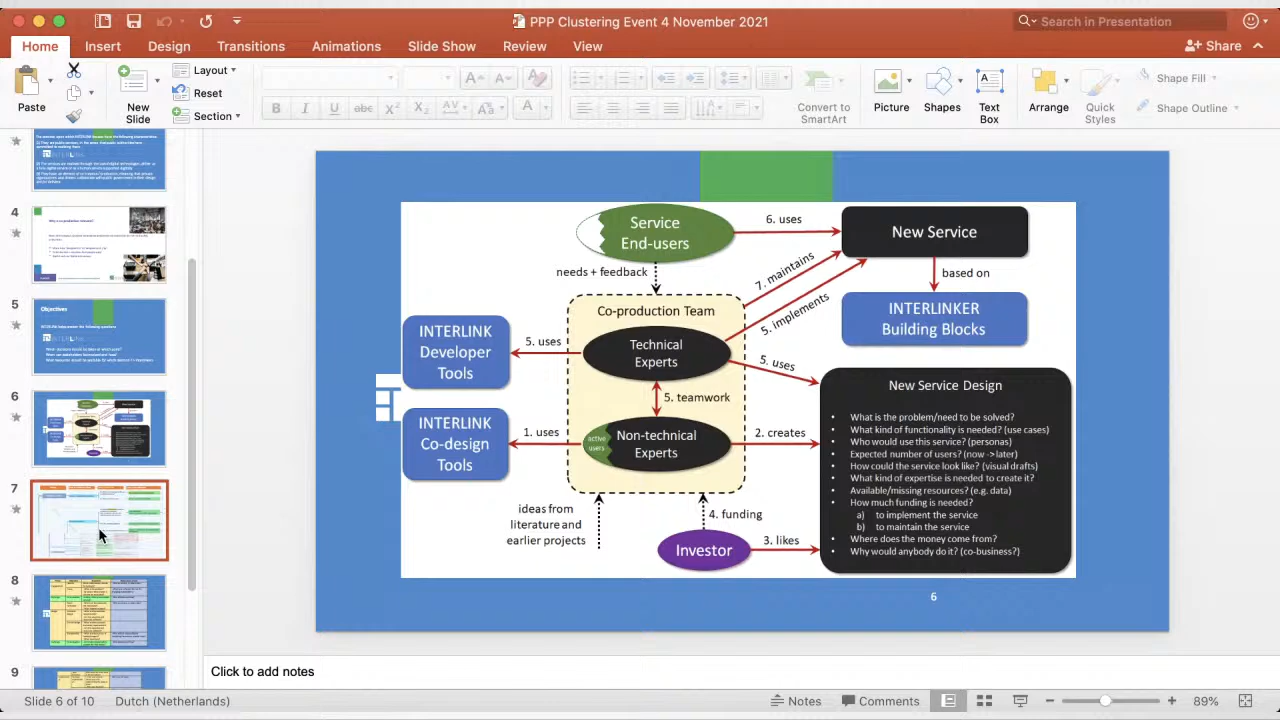 PPP Clustering Event 4 November 2021
Search in Presentation
Home
Insert
Design
Transitions
Animations
Slide Show
Review
View
Share
Paste
New
Slide
Layout
Reset
Section
B
I
U
abc
Convert to
SmartArt
Picture
Shapes
Text
Box
Arrange
Quick
Styles
Shape Fill
Shape Outline
4
5
Objectives
6
7
8
9
Service
End-users
6. uses
New Service
needs + feedback
7. maintains
based on
5. implements
Co-production Team
INTERLINKER
Building Blocks
INTERLINK
Developer
Tools
5. uses
Technical
Experts
5. uses
New Service Design
5. teamwork
INTERLINK
Co-design
Tools
uses
active
users
Non-technical
Experts
2. creates
• What is the problem/need to be solved?
• What kind of functionality is needed? (use cases)
• Who would use this service? (personas)
• Expected number of users? (now ->later)
• How could the service look like? (visual drafts)
• What kind of expertise is needed to create it?
• Available/missing resources? (e.g. data)
• How much funding is needed?
a) to implement the service
b) to maintain the service
• Where does the money come from?
• Why would anybody do it? (co-business?)
ideas from
literature and
earlier projects
4. funding
Investor
3. likes
6
Click to add notes
Slide 6 of 10
Dutch (Netherlands)
Notes
Comments
89%